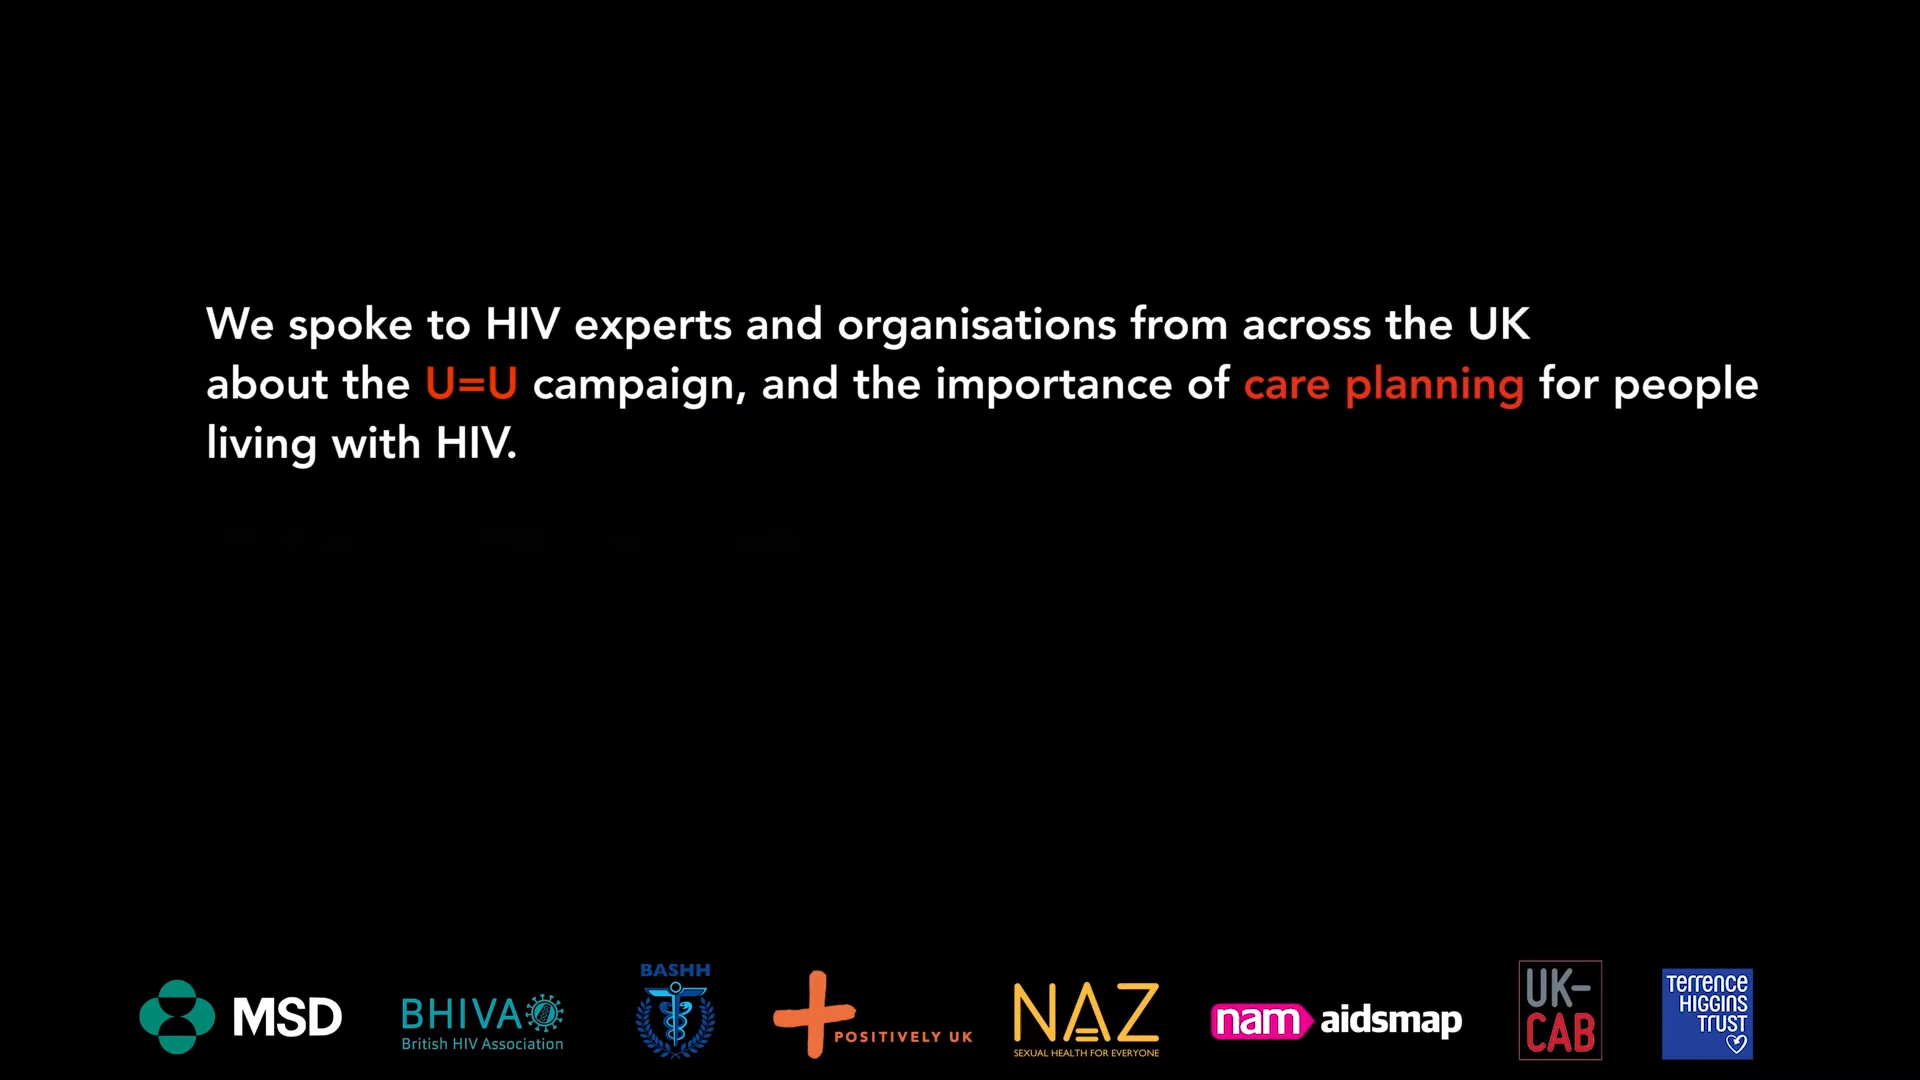 We spoke to HIV experts and organisations from across the UK
about the U=U campaign, and the importance of care planning for people
living with HIV.
MSD
BHIVA
British HIV Association
BASHH
POSITIVELY UK
NAZ
SEXUAL HEALTH FOR EVERYONE
nam aidsmap
UK-
CAB
Terrence
HIGGINS
TRUST